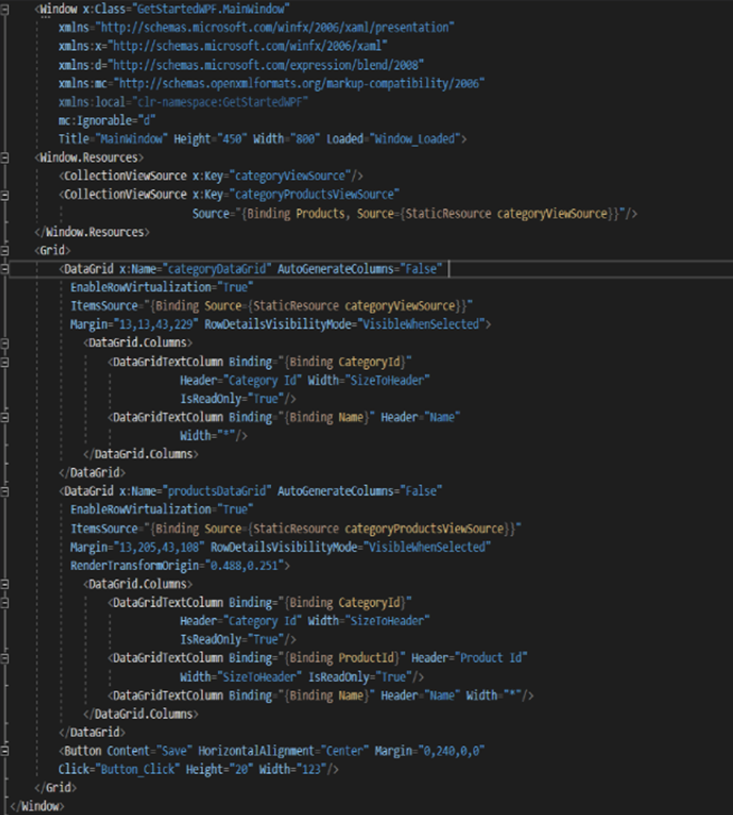 <Window x:Class="GetStartedWPF.MainWindow"
xmlns="http://schemas.microsoft.com/winfx/2006/xaml/presentation"
xmlns:x="http://schemas.microsoft.com/winfx/2006/xaml"
xmlns:d="http://schemas.microsoft.com/expression/blend/2008"
xmlns:mc="http://schemas.openxmlformats.org/markup-compatibility/2006"
xmlns:local="clr-namespace:GetStartedWPF"
mc:Ignorable="d"
Title="MainWindow" Height="450" Width="800" Loaded="Window_Loaded">
<Window.Resources>
<CollectionViewSource x:Key="categoryViewSource"/>
<CollectionViewSource x:Key="categoryProductsViewSource"
Source="{Binding Products, Source={StaticResource categoryViewSource}}"/>
</Window.Resources>
<Grid>
<DataGrid x:Name="categoryDataGrid" AutoGenerateColumns="False"
EnableRowVirtualization="True"
ItemsSource="{Binding Source={StaticResource categoryViewSource}}"
Margin="13,13,43,229" RowDetailsVisibilityMode="VisibleWhenSelected">
<DataGrid.Columns>
<DataGridTextColumn Binding="{Binding CategoryId}"
Header="Category Id" Width="SizeToHeader"
IsReadOnly="True"/>
<DataGridTextColumn Binding="{Binding Name}" Header="Name"
Width="*"/>
</DataGrid.Columns>
</DataGrid>
<DataGrid x:Name="productsDataGrid" AutoGenerateColumns="False"
EnableRowVirtualization="True"
ItemsSource="{Binding Source={StaticResource categoryProductsViewSource}}"
Margin="13,205,43,108" RowDetailsVisibilityMode="VisibleWhenSelected"
RenderTransformOrigin="0.488,0.251">
<DataGrid.Columns>
<DataGridTextColumn Binding="{Binding CategoryId}"
Header="Category Id" Width="SizeToHeader"
IsReadOnly="True"/>
<DataGridTextColumn Binding="{Binding ProductId}" Header="Product Id"
Width="SizeToHeader" IsReadOnly="True"/>
<DataGridTextColumn Binding="{Binding Name}" Header="Name" Width="*"/>
</DataGrid.Columns>
</DataGrid>
<Button Content="Save" HorizontalAlignment="Center" Margin="0,240,0,0"
Click="Button_Click" Height="20" Width="123"/>
</Grid>
</Window>